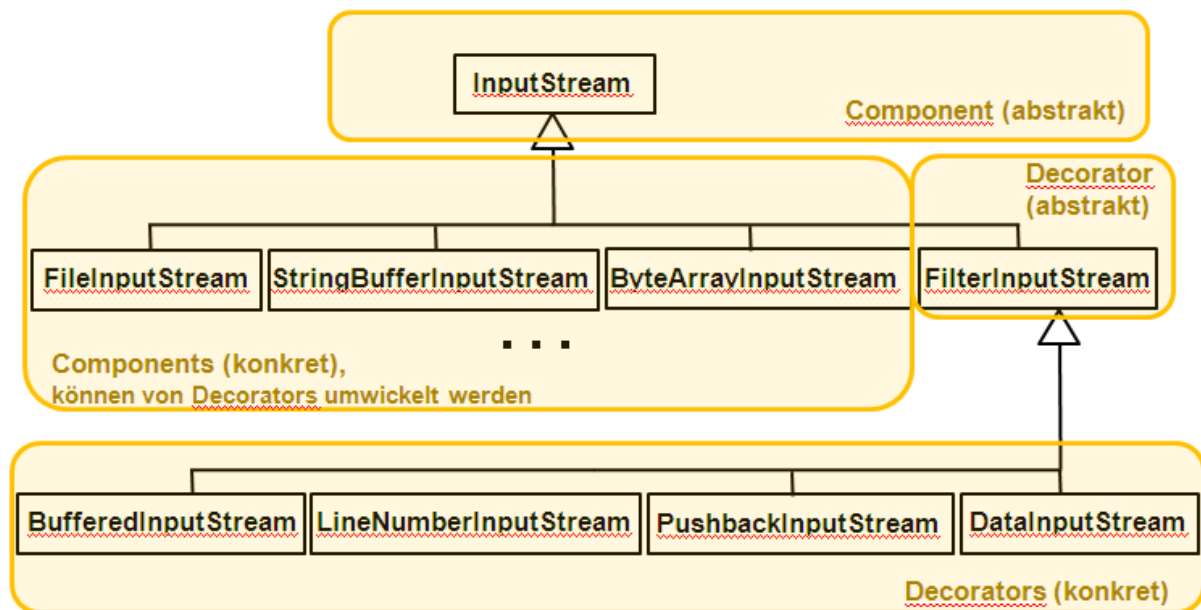 InputStream
Component (abstrakt)
Decorator
(abstrakt)
FileInputStream
StringBufferInputStream
ByteArrayInputStream
FilterInputStream
...
Components (konkret),
können von Decorators umwickelt werden
BufferedInputStream
LineNumberInputStream
PushbackInputStream
DataInputStream
Decorators (konkret)